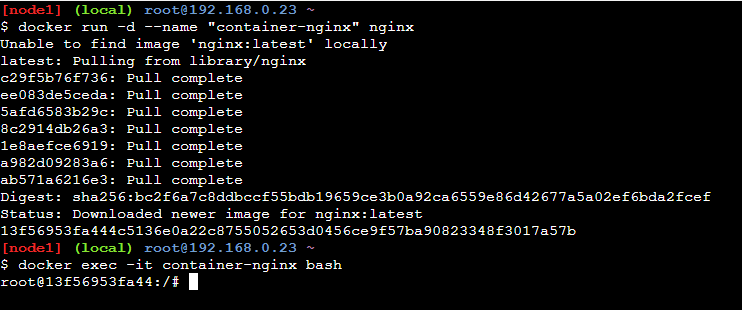 [node1] (local) root@192.168.0.23 ~
$ docker run -d --name "container-nginx" nginx
Unable to find image 'nginx:latest' locally
latest: Pulling from library/nginx
c29f5b76f736: Pull complete
ee083de5ceda: Pull complete
5afd6583b29c: Pull complete
8c2914db26a3: Pull complete
1e8aefce6919: Pull complete
a982d09283a6: Pull complete
ab571a6216e3: Pull complete
Digest: sha256:bc2f6a7c8ddbccf55bdb19659ce3b0a92ca6559e86d42677a5a02ef6bda2fcef
Status: Downloaded newer image for nginx:latest
13f56953fa444c5136e0a22c8755052653d0456ce9f57ba90823348f3017a57b
[node1] (local) root@192.168.0.23 ~
$ docker exec -it container-nginx bash
root@13f56953fa44:/#